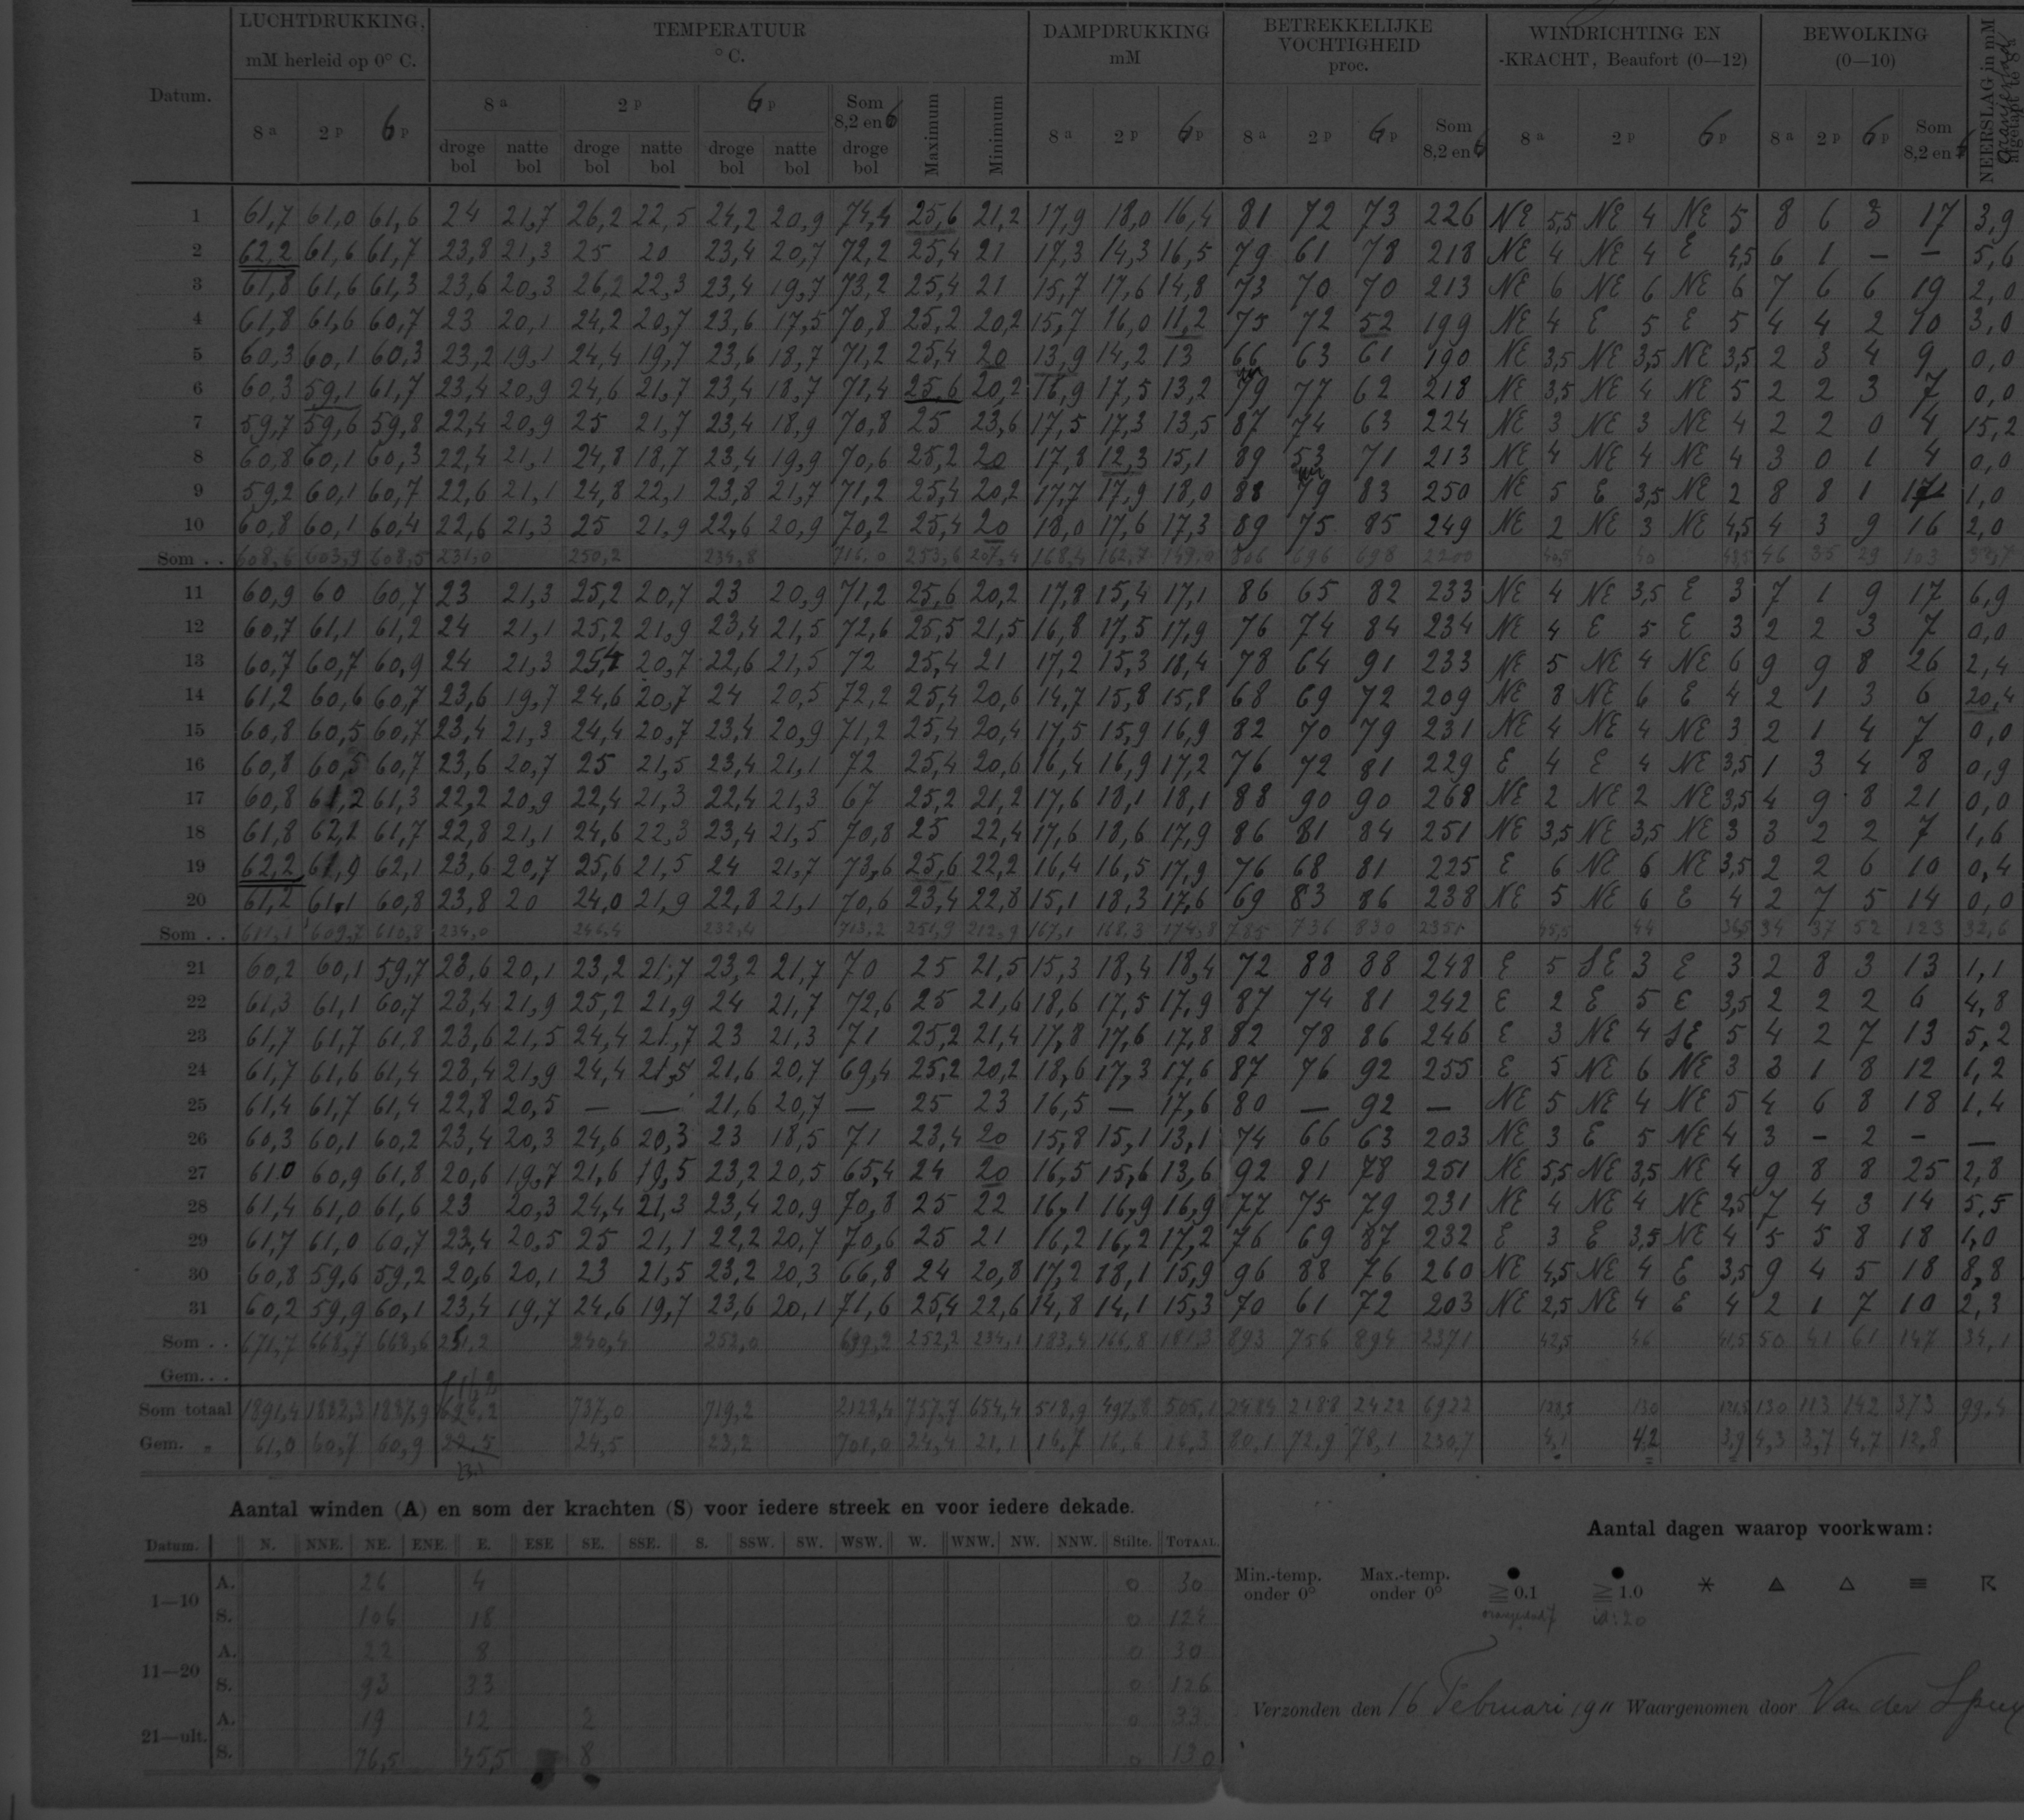 LUCHTDRUKKING, TEMPERATUUR DAMPDRUKKING BETREKKELIJKE VOCHTIGHEID WINDRICHTING EN BEWOLKING NEERSLAG in mM
mM herleid op 0° C. ° C. mM proc. -KRACHT, Beaufort (0—12) (0—10)
Datum. 8 a 2 p 6 p Som 8,2 en 6 Maximum Minimum
8 a 2 p 6 p droge bol natte bol droge bol natte bol droge bol natte bol droge bol 8 a 2 p 6 p 8 a 2 p 6 p Som 8,2 en 6 8 a 2 p 6 p 8 a 2 p 6 p Som 8,2 en 6
1 61,7 61,0 61,6 24 21,7 26,2 22,5 24,2 20,9 74,4 25,6 21,2 17,9 18,0 16,4 81 72 73 226 NE 5,5 NE 4 NE 5 8 6 3 17 3,9
2 62,2 61,6 61,7 23,8 21,3 25 20 23,4 20,7 72,2 25,4 21 17,3 14,3 16,5 79 61 78 218 NE 4 NE 4 E 4,5 6 1 — — 5,6
3 61,8 61,6 61,3 23,6 20,3 26,2 22,3 23,4 19,7 73,2 25,4 21 15,7 17,6 14,8 73 70 70 213 NE 6 NE 6 NE 6 7 6 6 19 2,0
4 61,8 61,6 60,7 23 20,1 24,2 20,7 23,6 17,5 70,8 25,2 20,2 15,7 16,0 11,2 75 72 52 199 NE 4 E 5 E 5 4 4 2 10 3,0
5 60,3 60,1 60,3 23,2 19,1 24,4 19,7 23,6 18,7 71,2 25,4 20 13,9 14,2 13 66 63 61 190 NE 3,5 NE 3,5 NE 3,5 2 3 4 9 0,0
6 60,3 59,1 61,7 23,4 20,9 24,6 21,7 23,4 18,7 71,4 25,6 20,2 16,9 17,5 13,2 79 77 62 218 NE 3,5 NE 4 NE 5 2 2 3 7 0,0
7 59,7 59,6 59,8 22,4 20,9 25 21,7 23,4 18,9 70,8 25 23,6 17,5 17,3 13,5 87 74 63 224 NE 3 NE 3 NE 4 2 2 0 4 15,2
8 60,8 60,1 60,3 22,4 21,1 24,8 18,7 23,4 19,9 70,6 25,2 20 17,8 12,3 15,1 89 53 71 213 NE 4 NE 4 NE 4 3 0 1 4 0,0
9 59,2 60,1 60,7 22,6 21,1 24,8 22,1 23,8 21,7 71,2 25,4 20,2 17,7 17,9 18,0 88 79 83 250 NE 5 E 3,5 NE 2 8 8 1 17 1,0
10 60,8 60,1 60,4 22,6 21,3 25 21,9 22,6 20,9 70,2 25,4 20 18,0 17,6 17,3 89 75 85 249 NE 2 NE 3 NE 4,5 4 3 9 16 2,0
Som . . 608,6 603,9 608,5 231,0 250,2 234,8 716,0 253,6 207,4 168,4 162,7 149,0 806 696 698 2200 40,5 40 43,5 46 35 29 103
11 60,9 60 60,7 23 21,3 25,2 20,7 23 20,9 71,2 25,6 20,2 17,8 15,4 17,1 86 65 82 233 NE 4 NE 3,5 E 3 7 1 9 17 6,9
12 60,7 61,1 61,2 24 21,1 25,2 21,9 23,4 21,5 72,6 25,5 21,5 16,8 17,5 17,9 76 74 84 234 NE 4 E 5 E 3 2 2 3 7 0,0
13 60,7 60,7 60,9 24 21,3 25,4 20,7 22,6 21,5 72 25,4 21 17,2 15,3 18,4 78 64 91 233 NE 5 NE 4 NE 6 9 9 8 26 2,4
14 61,2 60,6 60,7 23,6 19,7 24,6 20,7 24 20,5 72,2 25,4 20,6 14,7 15,8 15,8 68 69 72 209 NE 8 NE 6 E 4 2 1 3 6 20,4
15 60,8 60,5 60,7 23,4 21,3 24,4 20,7 23,4 20,9 71,2 25,4 20,4 17,5 15,9 16,9 82 70 79 231 NE 4 NE 4 NE 3 2 1 4 7 0,0
16 60,8 60,5 60,7 23,6 20,7 25 21,5 23,4 21,1 72 25,4 20,6 16,4 16,9 17,2 76 72 81 229 E 4 E 4 NE 3,5 1 3 4 8 0,9
17 60,8 61,2 61,3 22,2 20,9 22,4 21,3 22,4 21,3 67 25,2 21,2 17,6 18,1 18,1 88 90 90 268 NE 2 NE 2 NE 3,5 4 9 8 21 0,0
18 61,8 62,1 61,7 22,8 21,1 24,6 22,3 23,4 21,5 70,8 25 22,4 17,6 18,6 17,9 86 81 84 251 NE 3,5 NE 3,5 NE 3 3 2 2 7 1,6
19 62,2 61,9 62,1 23,6 20,7 25,6 21,5 24 21,7 73,6 25,6 22,2 16,4 16,5 17,9 76 68 81 225 E 6 NE 6 NE 3,5 2 2 6 10 0,4
20 61,2 61,1 60,8 23,8 20 24,0 21,9 22,8 21,1 70,6 23,4 22,8 15,1 18,3 17,6 69 83 86 238 NE 5 NE 6 E 4 2 7 5 14 0,0
Som . . 611,1 609,7 610,8 234,0 246,4 232,4 713,2 251,9 212,9 167,1 168,3 174,8 785 736 830 2351 45,5 44 36,5 34 37 52 123 32,6
21 60,2 60,1 59,7 23,6 20,1 23,2 21,7 23,2 21,7 70 25 21,5 15,3 18,4 18,4 72 88 88 248 E 5 SE 3 E 3 2 8 3 13 1,1
22 61,3 61,1 60,7 23,4 21,9 25,2 21,9 24 21,7 72,6 25 21,6 18,6 17,5 17,9 87 74 81 242 E 2 E 5 E 3,5 2 2 2 6 4,8
23 61,7 61,7 61,8 23,6 21,5 24,4 21,7 23 21,3 71 25,2 21,4 17,8 17,6 17,8 82 78 86 246 E 3 NE 4 SE 5 4 2 7 13 5,2
24 61,7 61,6 61,4 23,4 21,9 24,4 21,5 21,6 20,7 69,4 25,2 20,2 18,6 17,3 17,6 87 76 92 255 E 5 NE 6 NE 3 3 1 8 12 1,2
25 61,4 61,7 61,4 22,8 20,5 — — 21,6 20,7 — 25 23 16,5 — 17,6 80 — 92 — NE 5 NE 4 NE 5 4 6 8 18 1,4
26 60,3 60,1 60,2 23,4 20,3 24,6 20,3 23 18,5 71 23,4 20 15,8 15,1 13,1 74 66 63 203 NE 3 E 5 NE 4 3 — 2 — —
27 61.0 60,9 61,8 20,6 19,7 21,6 19,5 23,2 20,5 65,4 24 20 16,5 15,6 13,6 92 81 78 251 NE 5,5 NE 3,5 NE 4 9 8 8 25 2,8
28 61,4 61,0 61,6 23 20,3 24,4 21,3 23,4 20,9 70,8 25 22 16,1 16,9 16,9 77 75 79 231 NE 4 NE 4 NE 2,5 7 4 3 14 5,5
29 61,7 61,0 60,7 23,4 20,5 25 21,1 22,2 20,7 70,6 25 21 16,2 16,2 17,2 76 69 87 232 E 3 E 3,5 NE 4 5 5 8 18 1,0
30 60,8 59,6 59,2 20,6 20,1 23 21,5 23,2 20,3 66,8 24 20,8 17,2 18,1 15,9 96 88 76 260 NE 4,5 NE 4 E 3,5 9 4 5 18 8,8
31 60,2 59,9 60,1 23,4 19,7 24,6 19,7 23,6 20,1 71,6 25,4 22,6 14,8 14,1 15,3 70 61 72 203 NE 2,5 NE 4 E 4 2 1 7 10 2,3
Som . . 671,7 668,7 668,6 251,2 240,4 252,0 699,2 252,2 234,1 183,4 166,8 181,3 893 756 894 2371 42,5 46 41,5 50 41 61 147 34,1
Gem. . .
Som totaal 1891,4 1882,3 1887,9 737,0 719,2 2128,4 757,7 654,4 518,9 497,8 505,1 2484 2188 2422 6922 128,5 130 121,5 130 113 142 373 99,4
Gem. „ 61,0 60,7 60,9 22,5 24,5 23,2 701,0 24,4 21,1 16,7 16,6 16,3 80,1 72,9 78,1 230,7 4,1 4,2 3,9 4,3 3,7 4,7 12,8
23.1
Aantal winden (A) en som der krachten (S) voor iedere streek en voor iedere dekade.
Datum. N. NNE. NE. ENE. E. ESE SE. SSE. S. SSW. SW. WSW. W. WNW. NW. NNW. Stilte. TOTAAL.
1—10 A. 26 4 0 30
S. 106 18 0 124
11—20 A. 22 8 0 30
S. 93 33 0 126
21—ult. A. 19 12 2 0 33
S. 76,5 45,5 8 0 130
Aantal dagen waarop voorkwam:
Min.-temp. onder 0° Max.-temp. onder 0° ≧ 0.1 ≧ 1.0
id: 20
Verzonden den 16 Februari 1911 Waargenomen door Van der Spuy